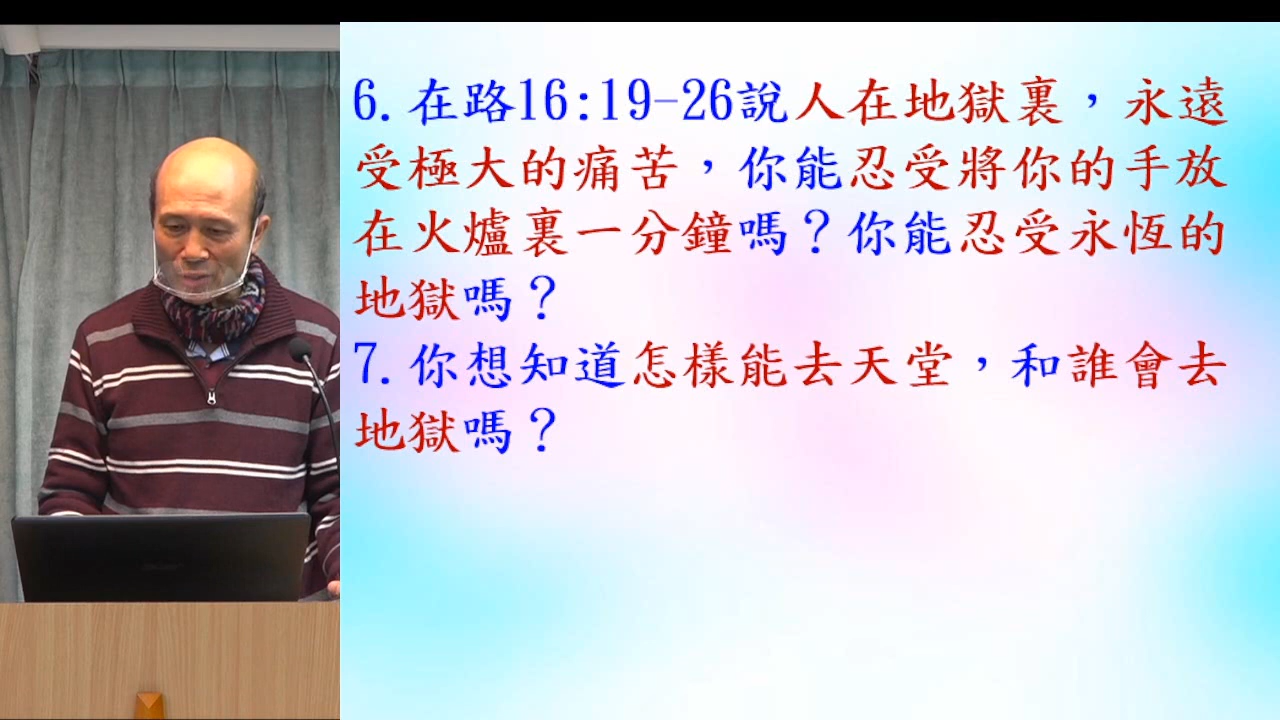 6.在路16:19-26說人在地獄裏，永遠
受極大的痛苦，你能忍受將你的手放
在火爐裏一分鐘嗎？你能忍受永恆的
地獄嗎？
7.你想知道怎樣能去天堂，和誰會去
地獄嗎？